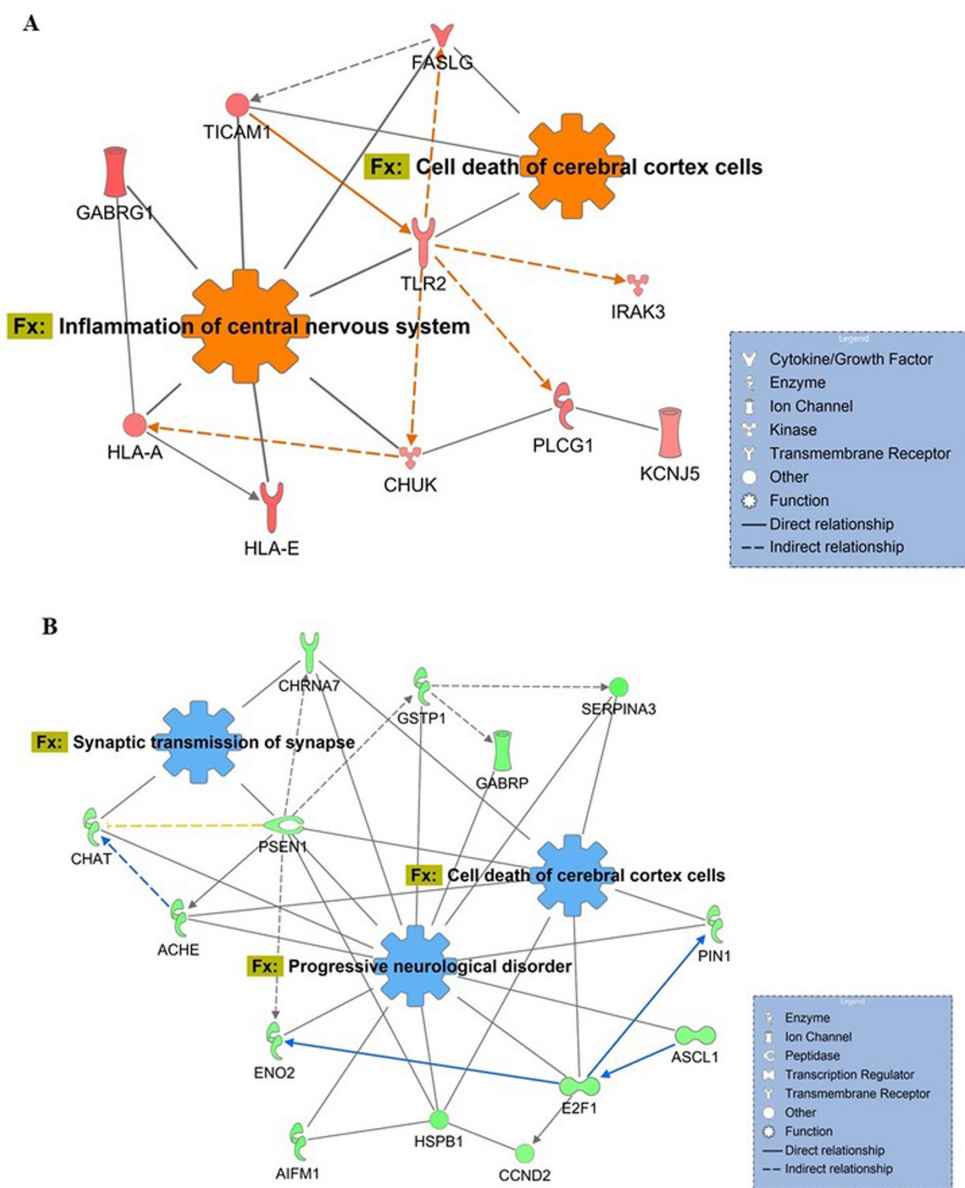 A
FASLG
TICAM1
Fx: Cell death of cerebral cortex cells
GABRG1
TLR2
IRAK3
Fx: Inflammation of central nervous system
HLA-A
CHUK
PLCG1
KCNJ5
HLA-E
Legend
Cytokine/Growth Factor
Enzyme
Ion Channel
Kinase
Transmembrane Receptor
Other
Function
Direct relationship
Indirect relationship
B
CHRNA7
GSTP1
SERPINA3
Fx: Synaptic transmission of synapse
GABRP
CHAT
PSEN1
Fx: Cell death of cerebral cortex cells
ACHE
PIN1
Fx: Progressive neurological disorder
ENO2
ASCL1
E2F1
HSPB1
AIFM1
CCND2
Legend
Enzyme
Ion Channel
Peptidase
Transcription Regulator
Transmembrane Receptor
Other
Function
Direct relationship
Indirect relationship